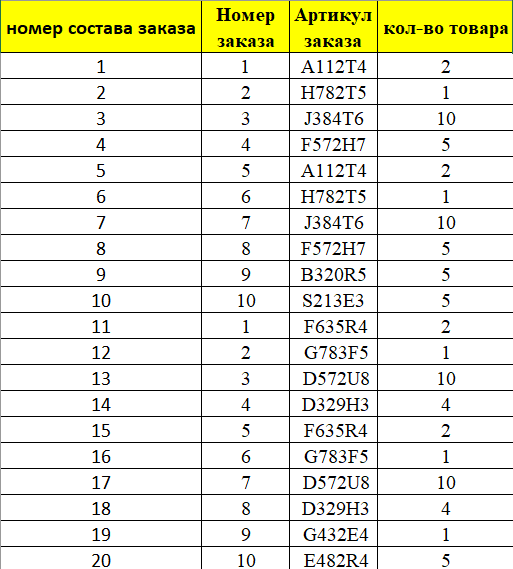 номер состава заказа Номер заказа Артикул заказа кол-во товара
1 1 A112T4 2
2 2 H782T5 1
3 3 J384T6 10
4 4 F572H7 5
5 5 A112T4 2
6 6 H782T5 1
7 7 J384T6 10
8 8 F572H7 5
9 9 B320R5 5
10 10 S213E3 5
11 1 F635R4 2
12 2 G783F5 1
13 3 D572U8 10
14 4 D329H3 4
15 5 F635R4 2
16 6 G783F5 1
17 7 D572U8 10
18 8 D329H3 4
19 9 G432E4 1
20 10 E482R4 5